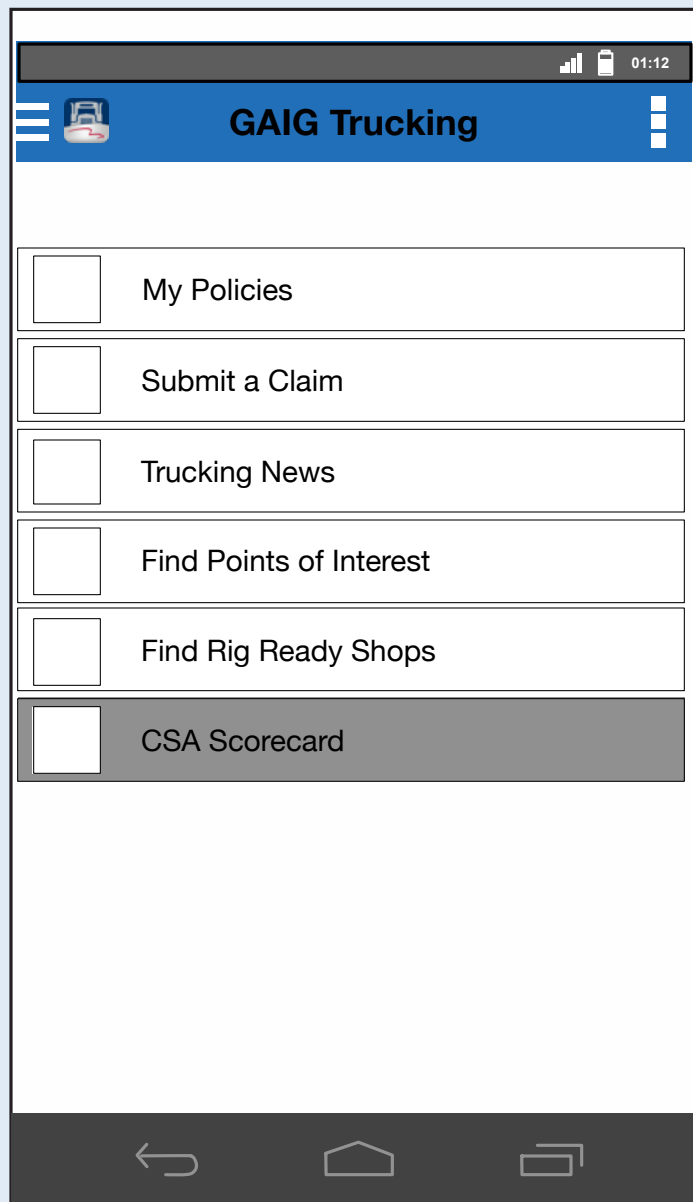 01:12
GAIG Trucking
My Policies
Submit a Claim
Trucking News
Find Points of Interest
Find Rig Ready Shops
CSA Scorecard